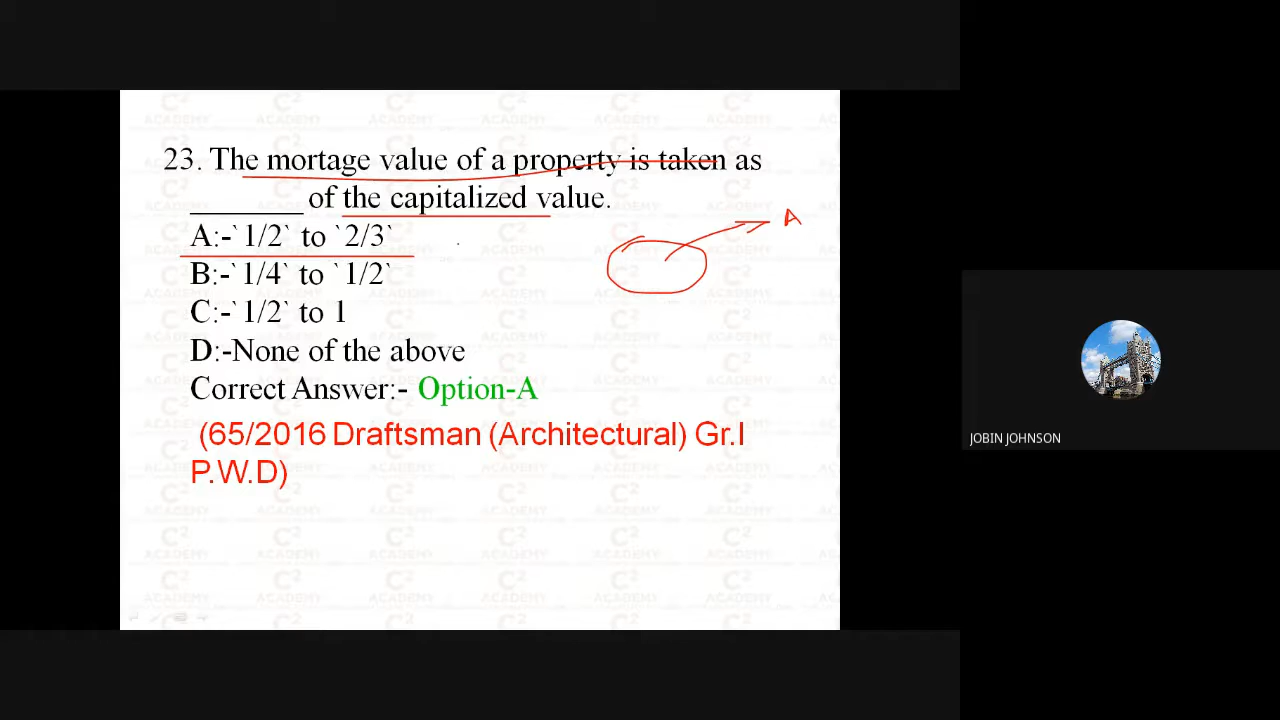 23. The mortage value of a property is taken as
________ of the capitalized value.
A:-`1/2` to `2/3`
B:-`1/4` to `1/2`
C:-`1/2` to 1
D:-None of the above
Correct Answer:- Option-A
(65/2016 Draftsman (Architectural) Gr.I
P.W.D)
A
JOBIN JOHNSON
C² ACADEMY